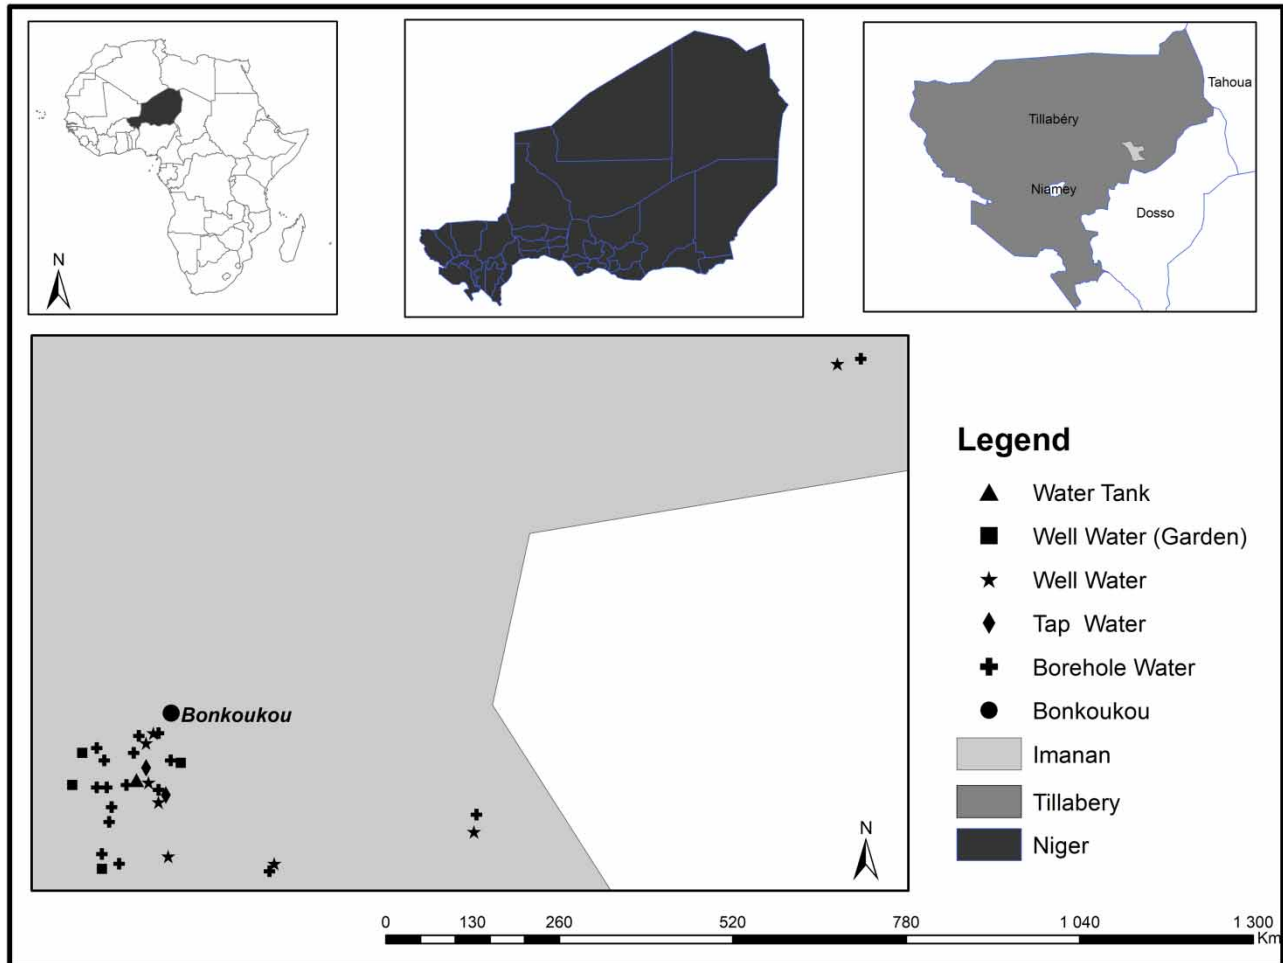 N
Tahoua
Tillabéry
Niamey
Dosso
Bonkoukou
N
Legend
Water Tank
Well Water (Garden)
Well Water
Tap Water
Borehole Water
Bonkoukou
Imanan
Tillabery
Niger
0 130 260 520 780 1 040 1 300
Km